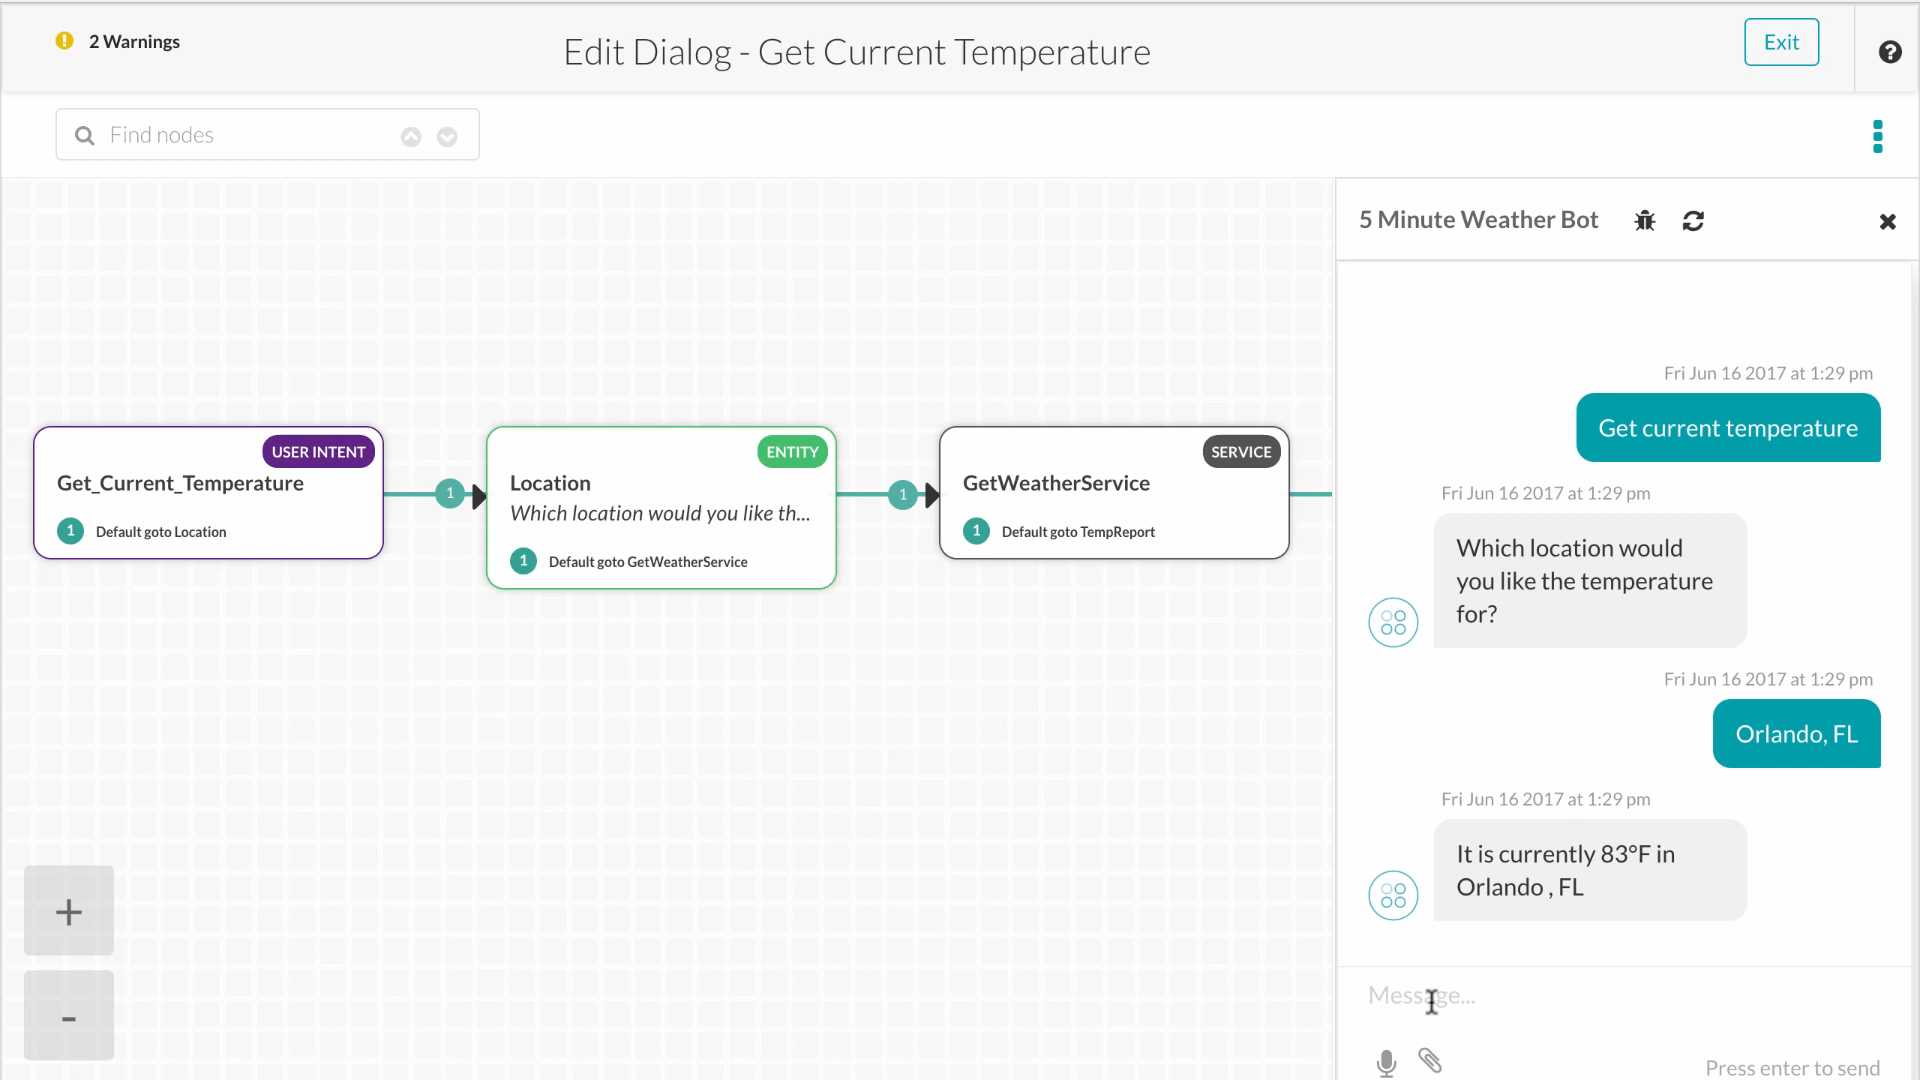 2 Warnings
Edit Dialog - Get Current Temperature
Exit
?
Find nodes
5 Minute Weather Bot
USER INTENT
Get_Current_Temperature
1 Default goto Location
1
ENTITY
Location
Which location would you like th...
1 Default goto GetWeatherService
1
SERVICE
GetWeatherService
1 Default goto TempReport
+
-
Fri Jun 16 2017 at 1:29 pm
Get current temperature
Fri Jun 16 2017 at 1:29 pm
Which location would
you like the temperature
for?
Fri Jun 16 2017 at 1:29 pm
Orlando, FL
Fri Jun 16 2017 at 1:29 pm
It is currently 83°F in
Orlando , FL
Message...
Press enter to send